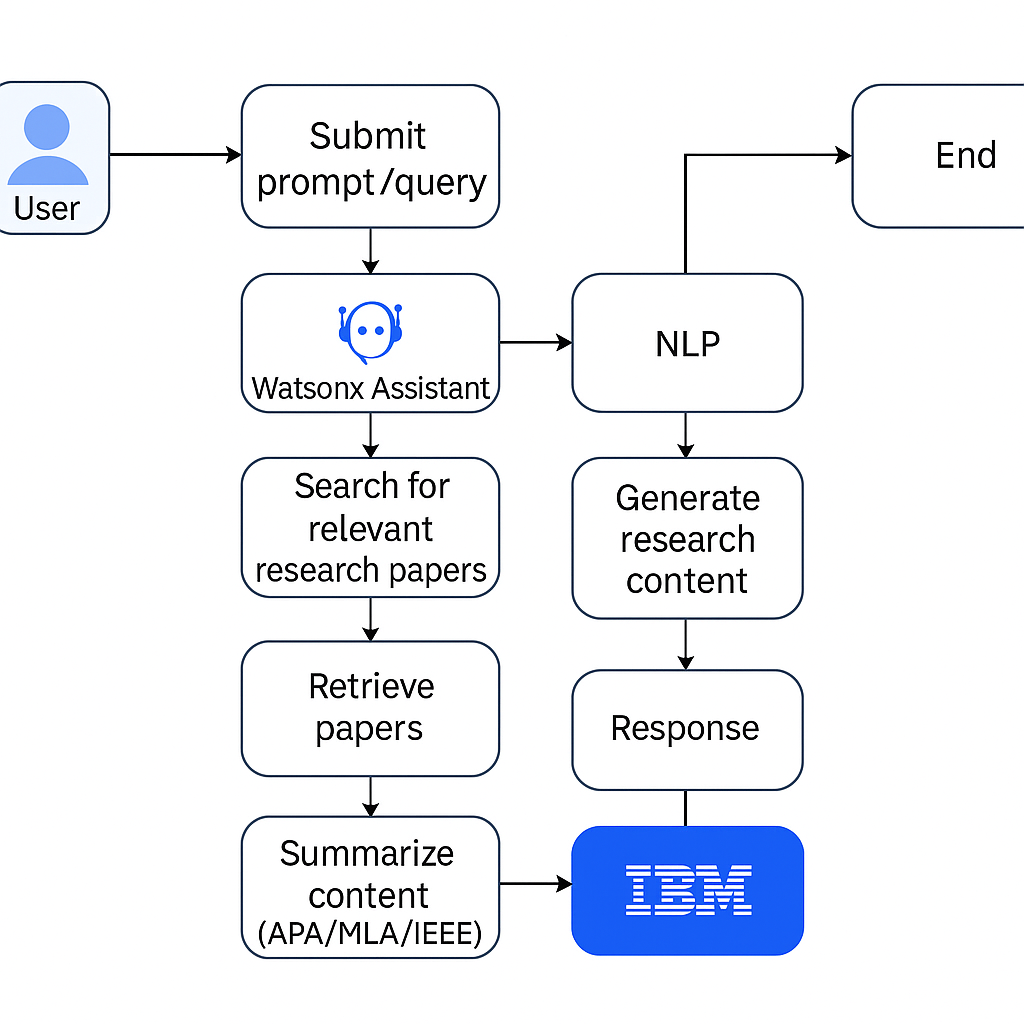 User
Submit
prompt/query
End
Watsonx Assistant
NLP
Search for
relevant
research papers
Generate
research
content
Retrieve
papers
Response
Summarize
content
(APA/MLA/IEEE)
IBM